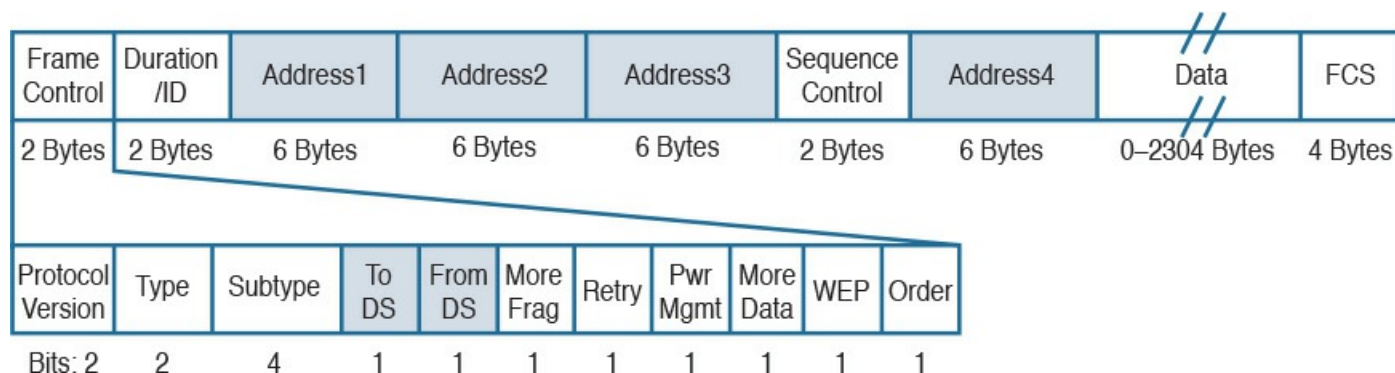 Frame Control Duration /ID Address1 Address2 Address3 Sequence Control Address4 Data FCS
2 Bytes 2 Bytes 6 Bytes 6 Bytes 6 Bytes 2 Bytes 6 Bytes 0–2304 Bytes 4 Bytes
Protocol Version Type Subtype To DS From DS More Frag Retry Pwr Mgmt More Data WEP Order
Bits: 2 2 4 1 1 1 1 1 1 1 1